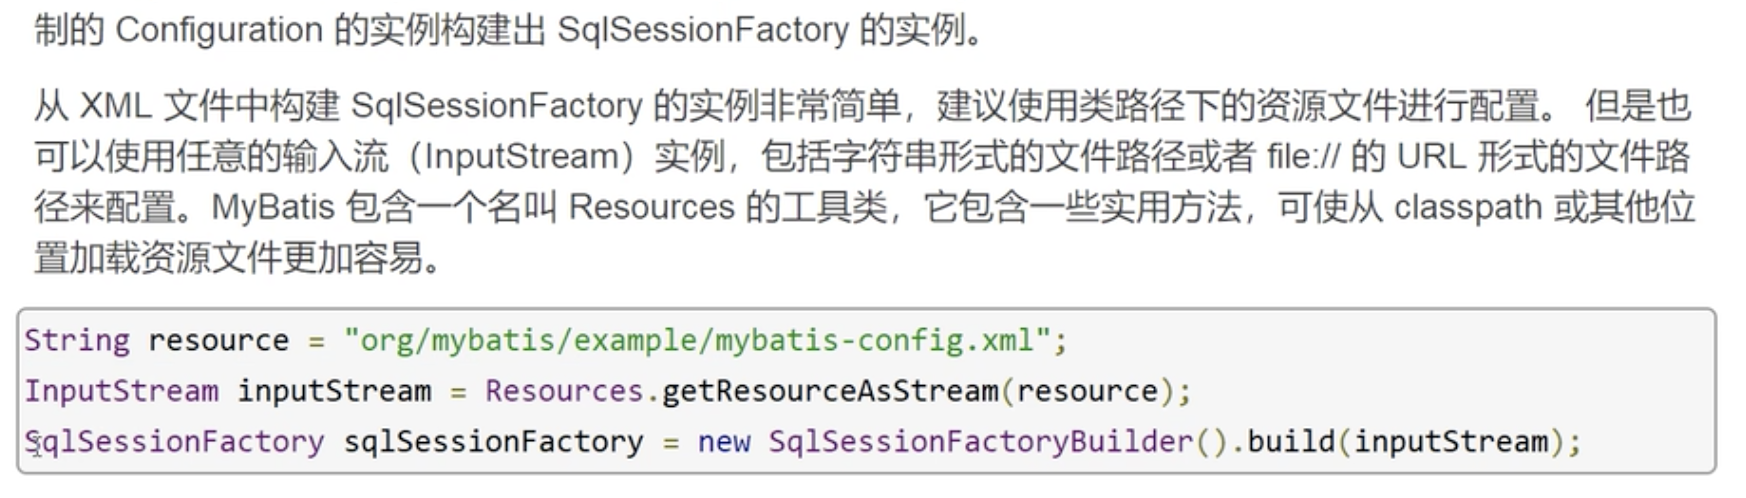 制的 Configuration 的实例构建出 SqlSessionFactory 的实例。
从 XML 文件中构建 SqlSessionFactory 的实例非常简单，建议使用类路径下的资源文件进行配置。 但是也
可以使用任意的输入流（InputStream）实例，包括字符串形式的文件路径或者 file:// 的 URL 形式的文件路
径来配置。MyBatis 包含一个名叫 Resources 的工具类，它包含一些实用方法，可使从 classpath 或其他位
置加载资源文件更加容易。
String resource = "org/mybatis/example/mybatis-config.xml";
InputStream inputStream = Resources.getResourceAsStream(resource);
SqlSessionFactory sqlSessionFactory = new SqlSessionFactoryBuilder().build(inputStream);